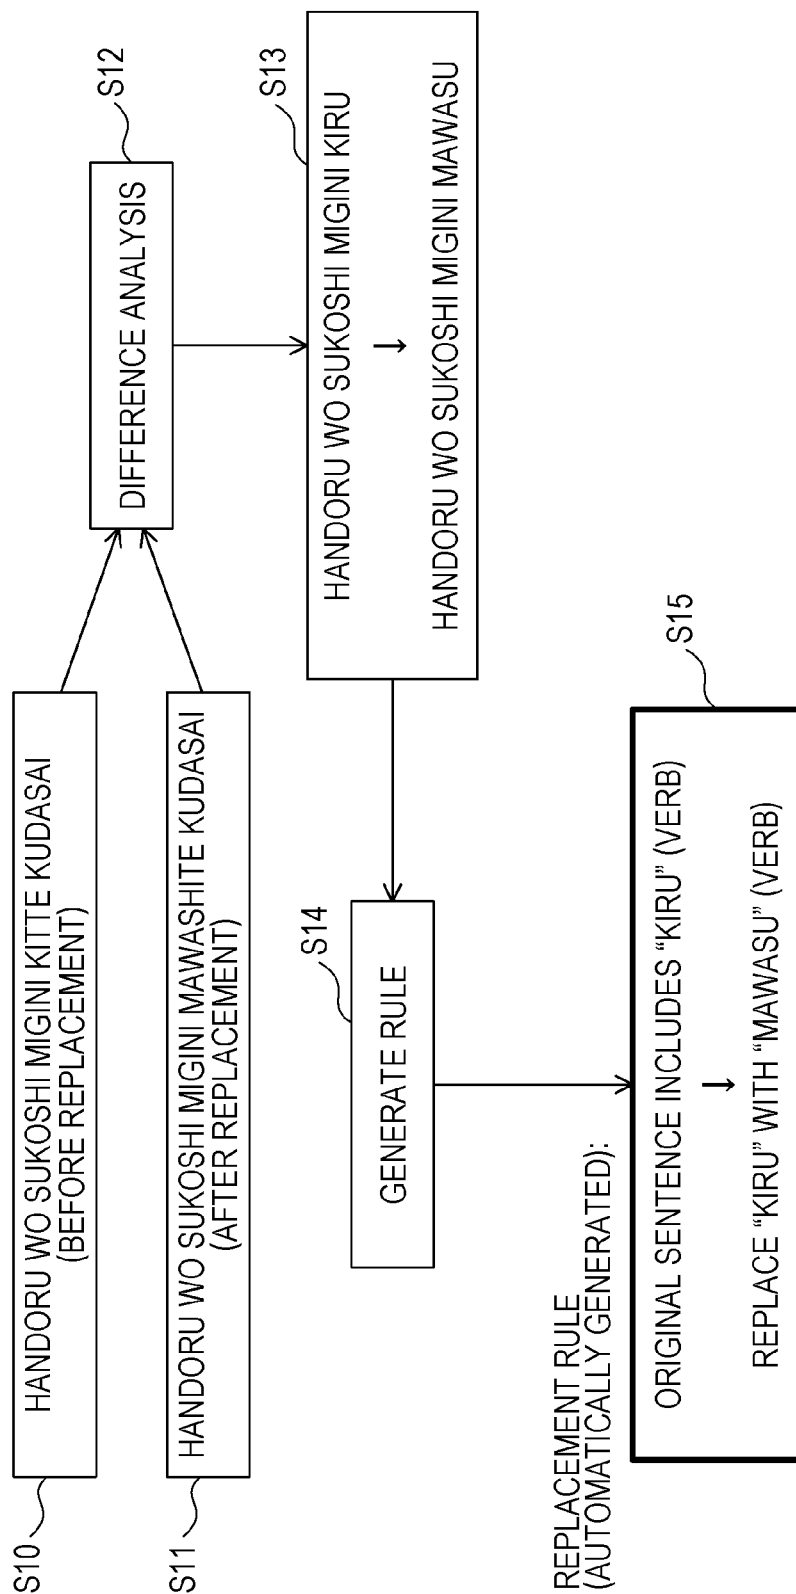 S10
HANDORU WO SUKOSHI MIGINI KITTE KUDASAI
(BEFORE REPLACEMENT)
S11
HANDORU WO SUKOSHI MIGINI MAWASHITE KUDASAI
(AFTER REPLACEMENT)
S12
DIFFERENCE ANALYSIS
S13
HANDORU WO SUKOSHI MIGINI KIRU
↓
HANDORU WO SUKOSHI MIGINI MAWASU
S14
GENERATE RULE
REPLACEMENT RULE
(AUTOMATICALLY GENERATED):
S15
ORIGINAL SENTENCE INCLUDES “KIRU” (VERB)
↓
REPLACE “KIRU” WITH “MAWASU” (VERB)